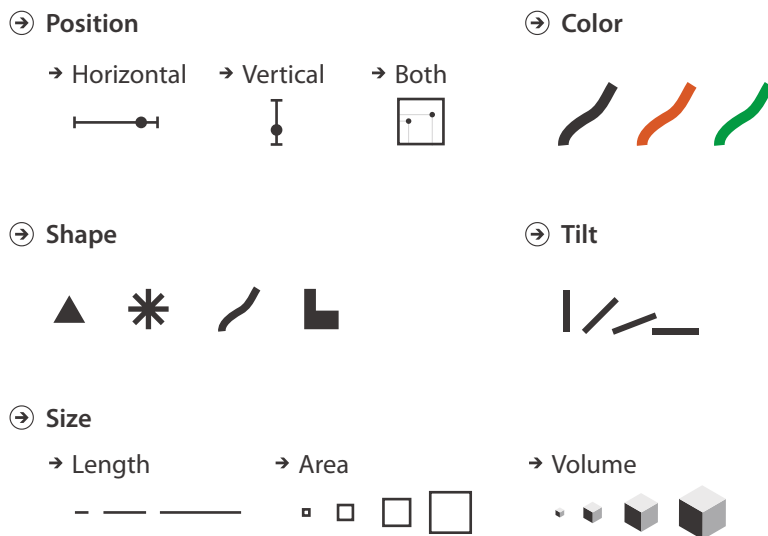 Position
Color
Horizontal
Vertical
Both
Shape
Tilt
Size
Length
Area
Volume